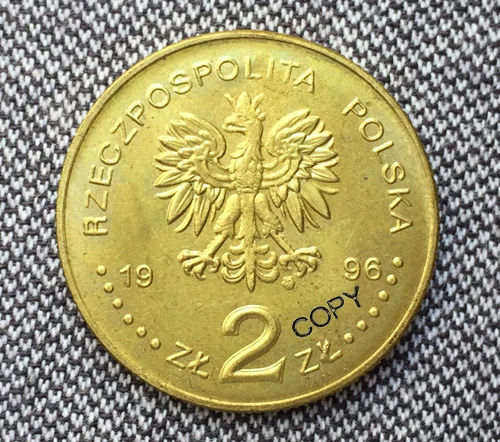 RZECZPOSPOLITA POLSKA
19 96
ZŁ 2 ZŁ
COPY